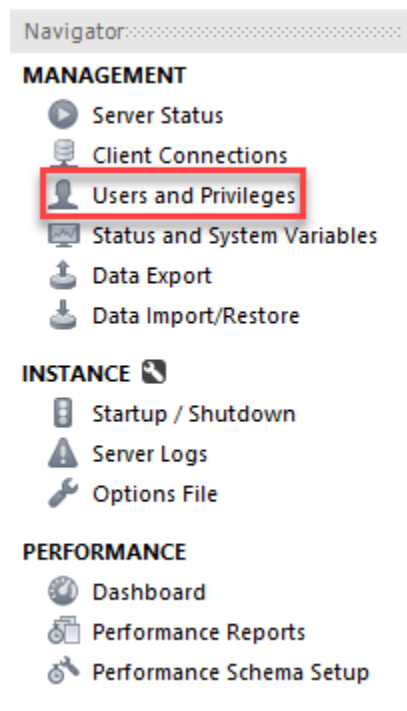 Navigator
MANAGEMENT
Server Status
Client Connections
Users and Privileges
Status and System Variables
Data Export
Data Import/Restore
INSTANCE
Startup / Shutdown
Server Logs
Options File
PERFORMANCE
Dashboard
Performance Reports
Performance Schema Setup